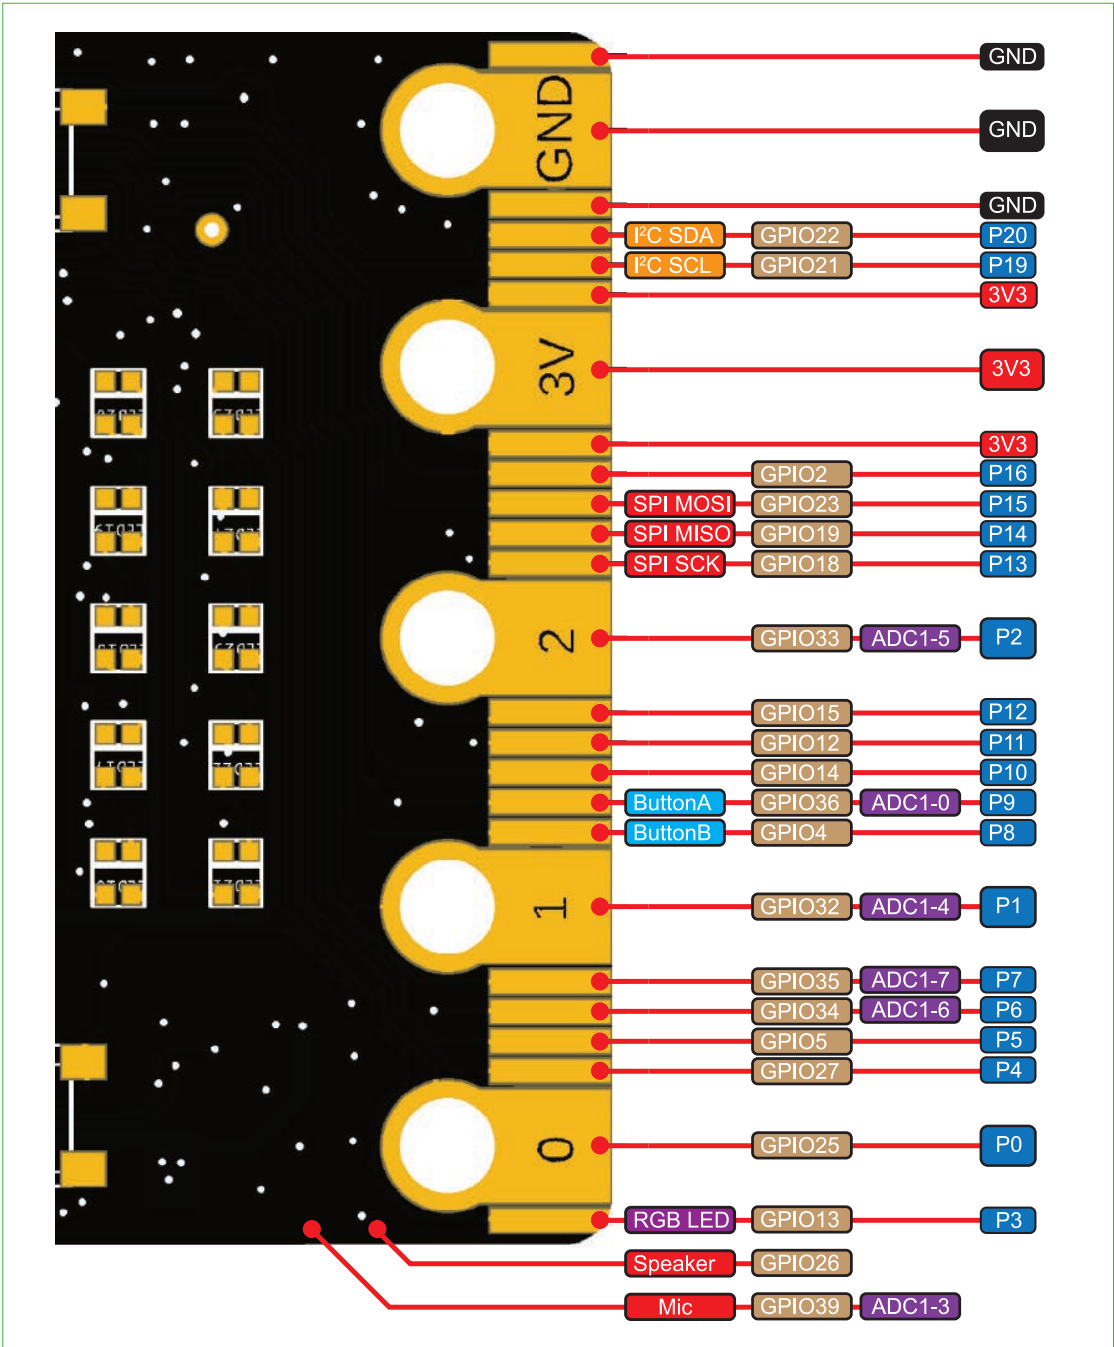 GND
GND GND
GND
I²C SDA GPIO22 P20
I²C SCL GPIO21 P19
3V3
3V 3V3
3V3
GPIO2 P16
SPI MOSI GPIO23 P15
SPI MISO GPIO19 P14
SPI SCK GPIO18 P13
2 GPIO33 ADC1-5 P2
GPIO15 P12
GPIO12 P11
GPIO14 P10
ButtonA GPIO36 ADC1-0 P9
ButtonB GPIO4 P8
1 GPIO32 ADC1-4 P1
GPIO35 ADC1-7 P7
GPIO34 ADC1-6 P6
GPIO5 P5
GPIO27 P4
0 GPIO25 P0
RGB LED GPIO13 P3
Speaker GPIO26
Mic GPIO39 ADC1-3